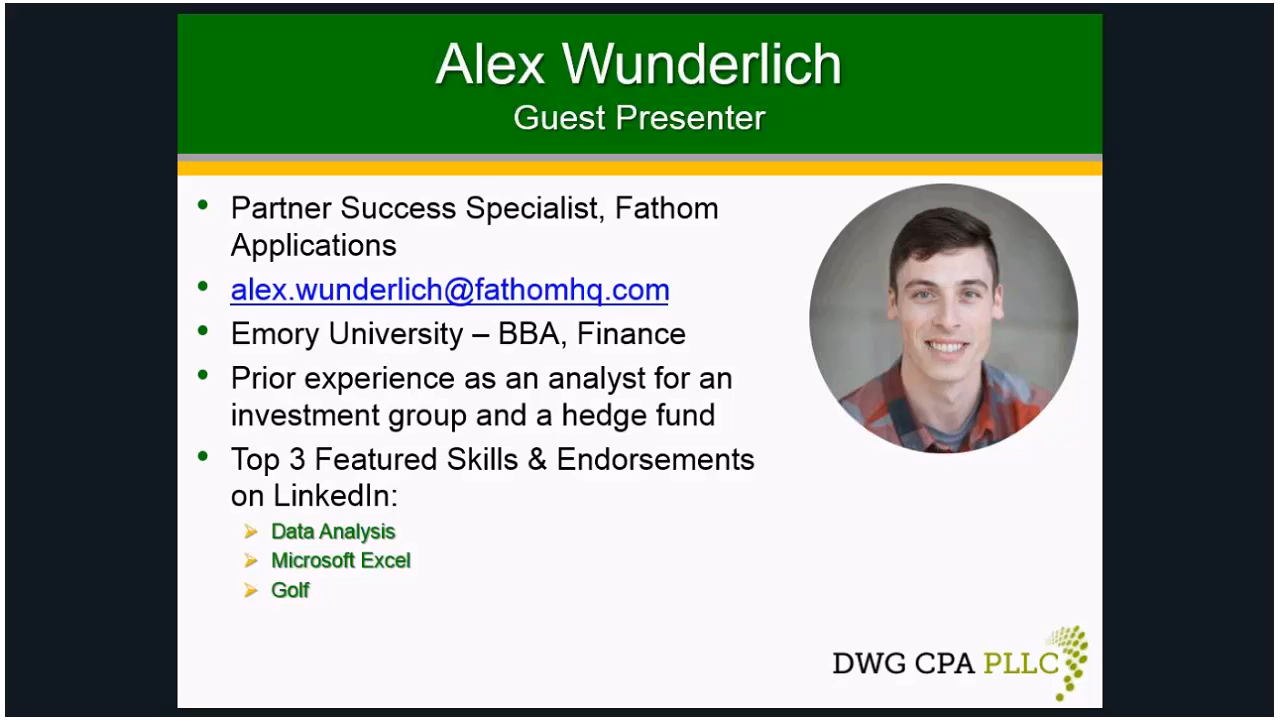 Alex Wunderlich
Guest Presenter
• Partner Success Specialist, Fathom
Applications
• alex.wunderlich@fathomhq.com
• Emory University – BBA, Finance
• Prior experience as an analyst for an
investment group and a hedge fund
• Top 3 Featured Skills & Endorsements
on LinkedIn:
➢ Data Analysis
➢ Microsoft Excel
➢ Golf
DWG CPA PLLC